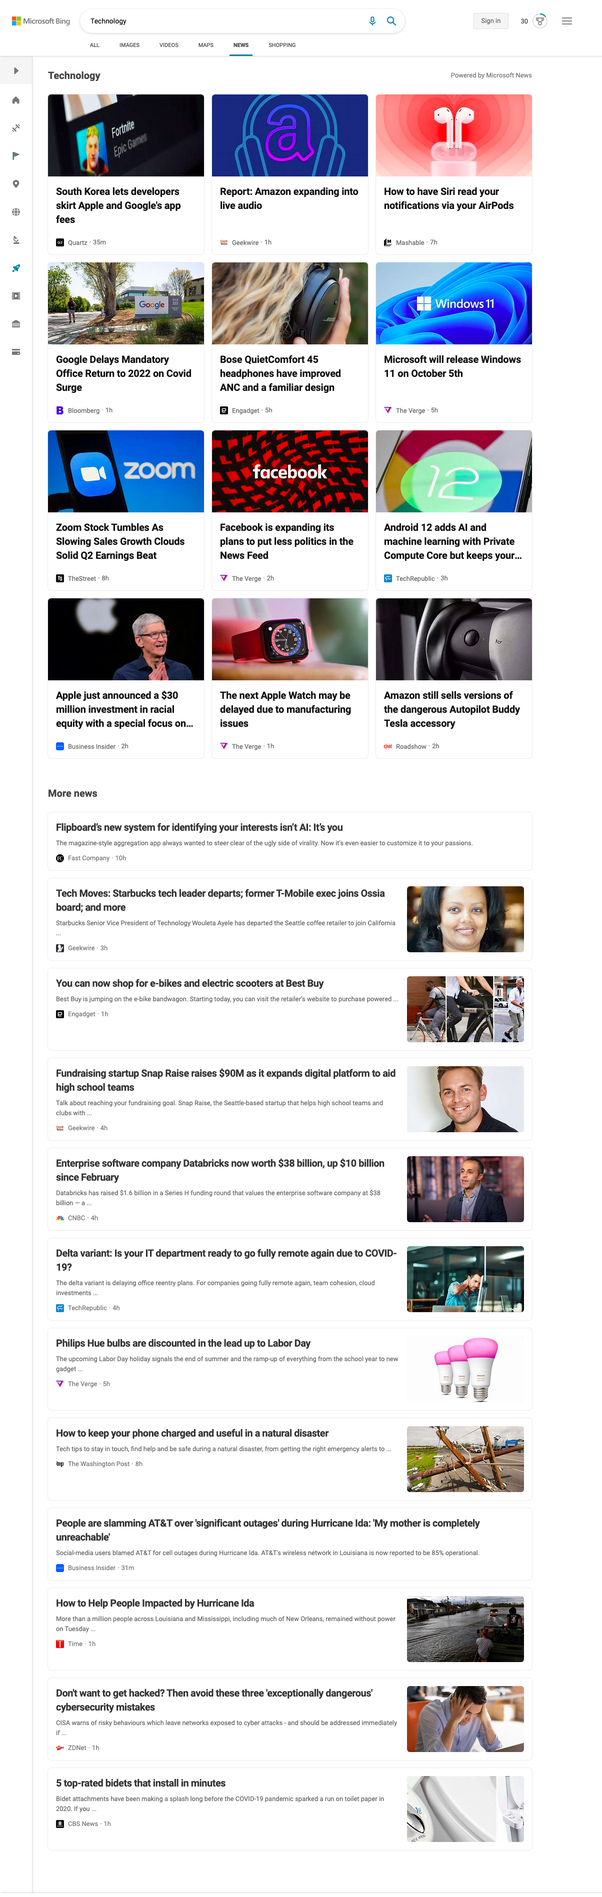 Microsoft Bing
Technology
Sign in
30
ALL
IMAGES
VIDEOS
MAPS
NEWS
SHOPPING
Technology
Powered by Microsoft News
Fortnite
Epic Games
a
South Korea lets developers
skirt Apple and Google's app
fees
Quartz · 35m
Report: Amazon expanding into
live audio
Geekwire · 1h
How to have Siri read your
notifications via your AirPods
Mashable · 7h
Google
Windows 11
Google Delays Mandatory
Office Return to 2022 on Covid
Surge
Bloomberg · 1h
Bose QuietComfort 45
headphones have improved
ANC and a familiar design
Engadget · 5h
Microsoft will release Windows
11 on October 5th
The Verge · 5h
zoom
facebook
12
Zoom Stock Tumbles As
Slowing Sales Growth Clouds
Solid Q2 Earnings Beat
TheStreet · 8h
Facebook is expanding its
plans to put less politics in the
News Feed
The Verge · 2h
Android 12 adds AI and
machine learning with Private
Compute Core but keeps your...
TechRepublic · 3h
Apple just announced a $30
million investment in racial
equity with a special focus on...
Business Insider · 2h
The next Apple Watch may be
delayed due to manufacturing
issues
The Verge · 1h
Amazon still sells versions of
the dangerous Autopilot Buddy
Tesla accessory
Roadshow · 2h
More news
Flipboard's new system for identifying your interests isn't AI: It's you
The magazine-style aggregation app always wanted to steer clear of the ugly side of virality. Now it's even easier to customize it to your passions.
Fast Company · 10h
Tech Moves: Starbucks tech leader departs; former T-Mobile exec joins Ossia
board; and more
Starbucks Senior Vice President of Technology Wouleta Ayele has departed the Seattle coffee retailer to join California
...
Geekwire · 3h
You can now shop for e-bikes and electric scooters at Best Buy
Best Buy is jumping on the e-bike bandwagon. Starting today, you can visit the retailer's website to purchase powered ...
Engadget · 1h
Fundraising startup Snap Raise raises $90M as it expands digital platform to aid
high school teams
Talk about reaching your fundraising goal. Snap Raise, the Seattle-based startup that helps high school teams and
clubs with ...
Geekwire · 4h
Enterprise software company Databricks now worth $38 billion, up $10 billion
since February
Databricks has raised $1.6 billion in a Series H funding round that values the enterprise software company at $38
billion — a ...
CNBC · 4h
Delta variant: Is your IT department ready to go fully remote again due to COVID-
19?
The delta variant is delaying office reentry plans. For companies going fully remote again, team cohesion, cloud
investments ...
TechRepublic · 4h
Philips Hue bulbs are discounted in the lead up to Labor Day
The upcoming Labor Day holiday signals the end of summer and the ramp-up of everything from the school year to new
gadget ...
The Verge · 5h
How to keep your phone charged and useful in a natural disaster
Tech tips to stay in touch, find help and be safe during a natural disaster, from getting the right emergency alerts to ...
The Washington Post · 8h
People are slamming AT&T over 'significant outages' during Hurricane Ida: 'My mother is completely
unreachable'
Social-media users blamed AT&T for cell outages during Hurricane Ida. AT&T's wireless network in Louisiana is now reported to be 85% operational.
Business Insider · 31m
How to Help People Impacted by Hurricane Ida
More than a million people across Louisiana and Mississippi, including much of New Orleans, remained without power
on Tuesday ...
Time · 1h
Don't want to get hacked? Then avoid these three 'exceptionally dangerous'
cybersecurity mistakes
CISA warns of risky behaviours which leave networks exposed to cyber attacks - and should be addressed immediately
if ...
ZDNet · 1h
5 top-rated bidets that install in minutes
Bidet attachments have been making a splash long before the COVID-19 pandemic sparked a run on toilet paper in
2020. If you ...
CBS News · 1h